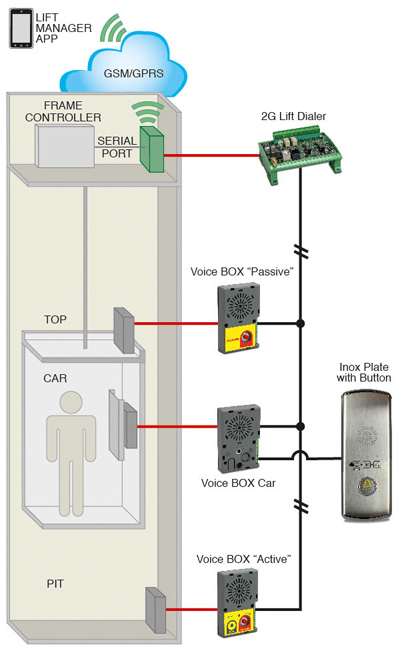 LIFT
MANAGER
APP
GSM/GPRS
FRAME
CONTROLLER
SERIAL
PORT
2G Lift Dialer
Voice BOX “Passive”
TOP
CAR
Inox Plate
with Button
Voice BOX Car
Voice BOX “Active”
PIT